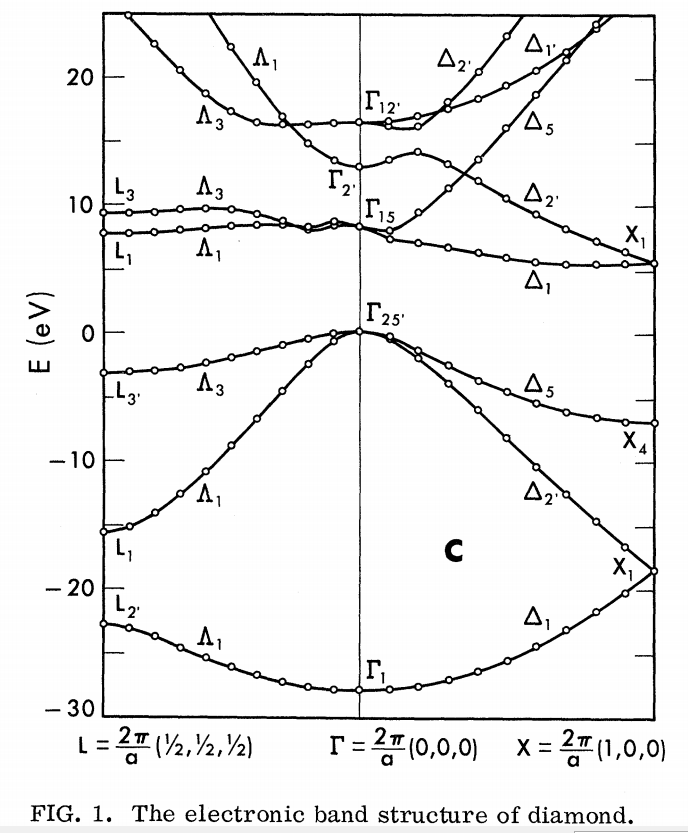 20
10
0
−10
−20
−30
E (eV)
Λ₁
Δ₂'
Δ₁'
Γ₁₂'
Λ₃
Δ₅
Γ₂'
L₃
Λ₃
Γ₁₅
Δ₂'
X₁
L₁
Λ₁
Δ₁
Γ₂₅'
L₃'
Λ₃
Δ₅
X₄
Λ₁
Δ₂'
L₁
C
X₁
L₂'
Λ₁
Δ₁
Γ₁
L = 2π/a (½,½,½) Γ = 2π/a (0,0,0) X = 2π/a (1,0,0)
FIG. 1. The electronic band structure of diamond.